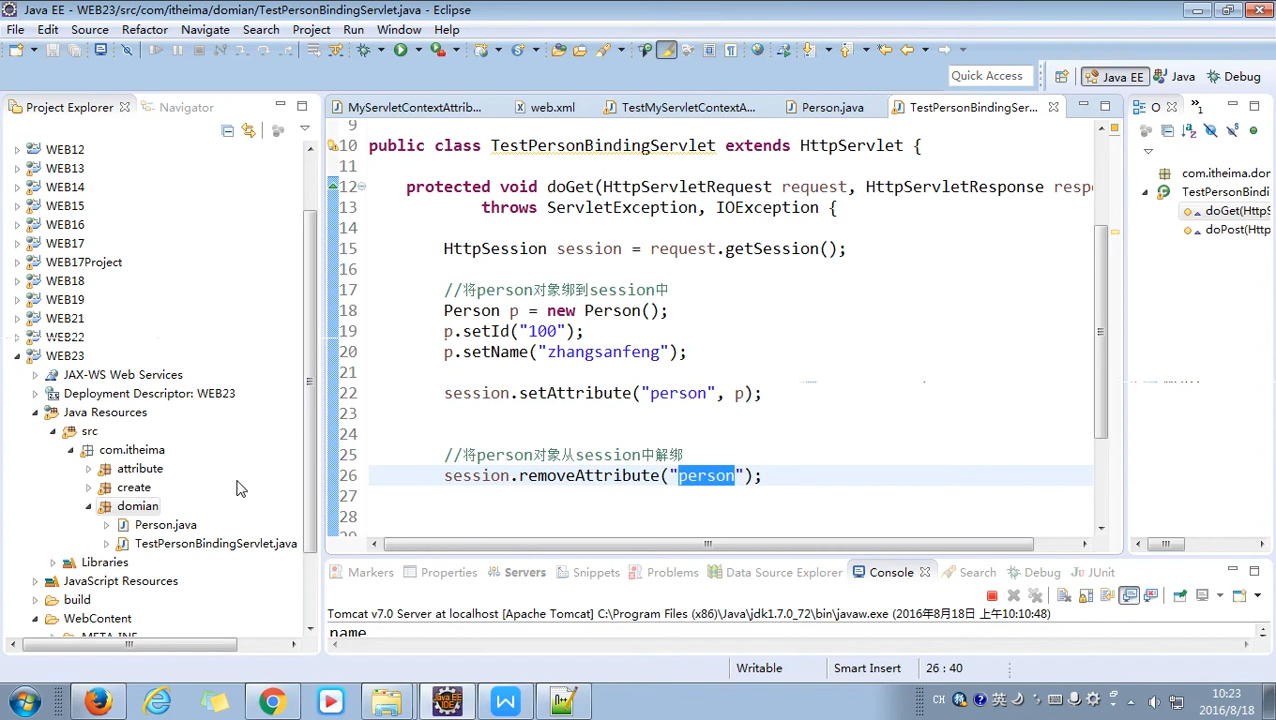 Java EE - WEB23/src/com/itheima/domian/TestPersonBindingServlet.java - Eclipse
File Edit Source Refactor Navigate Search Project Run Window Help
Quick Access
Java EE
Java
Debug
Project Explorer
Navigator
WEB12
WEB13
WEB14
WEB15
WEB16
WEB17
WEB17Project
WEB18
WEB19
WEB21
WEB22
WEB23
JAX-WS Web Services
Deployment Descriptor: WEB23
Java Resources
src
com.itheima
attribute
create
domian
Person.java
TestPersonBindingServlet.java
Libraries
JavaScript Resources
build
WebContent
META-INF
MyServletContextAttrib...
web.xml
TestMyServletContextA...
Person.java
TestPersonBindingSer...
9
10 public class TestPersonBindingServlet extends HttpServlet {
11
12 protected void doGet(HttpServletRequest request, HttpServletResponse respo
13 throws ServletException, IOException {
14
15 HttpSession session = request.getSession();
16
17 //将person对象绑到session中
18 Person p = new Person();
19 p.setId("100");
20 p.setName("zhangsanfeng");
21
22 session.setAttribute("person", p);
23
24
25 //将person对象从session中解绑
26 session.removeAttribute("person");
27
28
29
O
»1
com.itheima.dor
TestPersonBindi
doGet(HttpS
doPost(Http
Markers Properties Servers Snippets Problems Data Source Explorer Console Search Debug JUnit
Tomcat v7.0 Server at localhost [Apache Tomcat] C:\Program Files (x86)\Java\jdk1.7.0_72\bin\javaw.exe (2016年8月18日 上午10:10:48)
name
Writable
Smart Insert
26 : 40
CH
英
10:23
2016/8/18